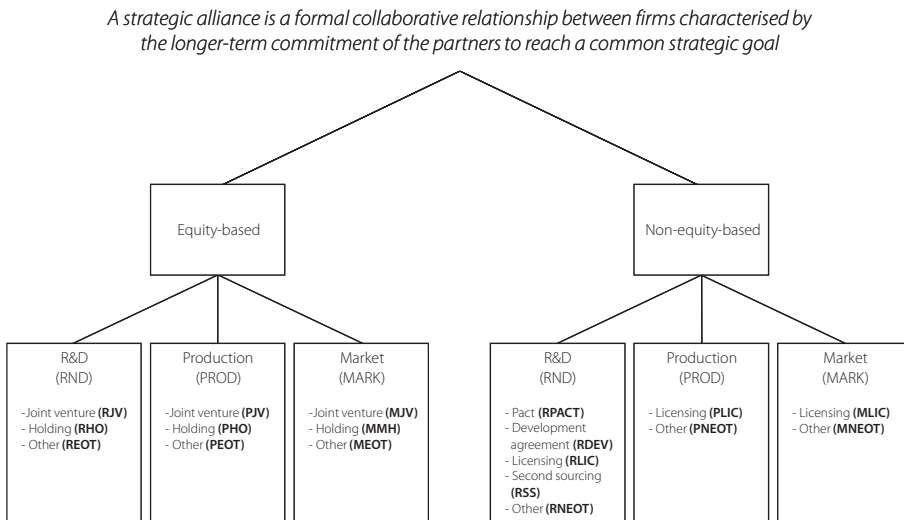 A strategic alliance is a formal collaborative relationship between firms characterised by
the longer-term commitment of the partners to reach a common strategic goal
Equity-based
Non-equity-based
R&D
(RND)
-Joint venture (RJV)
- Holding (RHO)
- Other (REOT)
Production
(PROD)
-Joint venture (PJV)
- Holding (PHO)
- Other (PEOT)
Market
(MARK)
-Joint venture (MJV)
- Holding (MMH)
- Other (MEOT)
R&D
(RND)
- Pact (RPACT)
- Development
agreement (RDEV)
- Licensing (RLIC)
- Second sourcing
(RSS)
- Other (RNEOT)
Production
(PROD)
- Licensing (PLIC)
- Other (PNEOT)
Market
(MARK)
- Licensing (MLIC)
- Other (MNEOT)